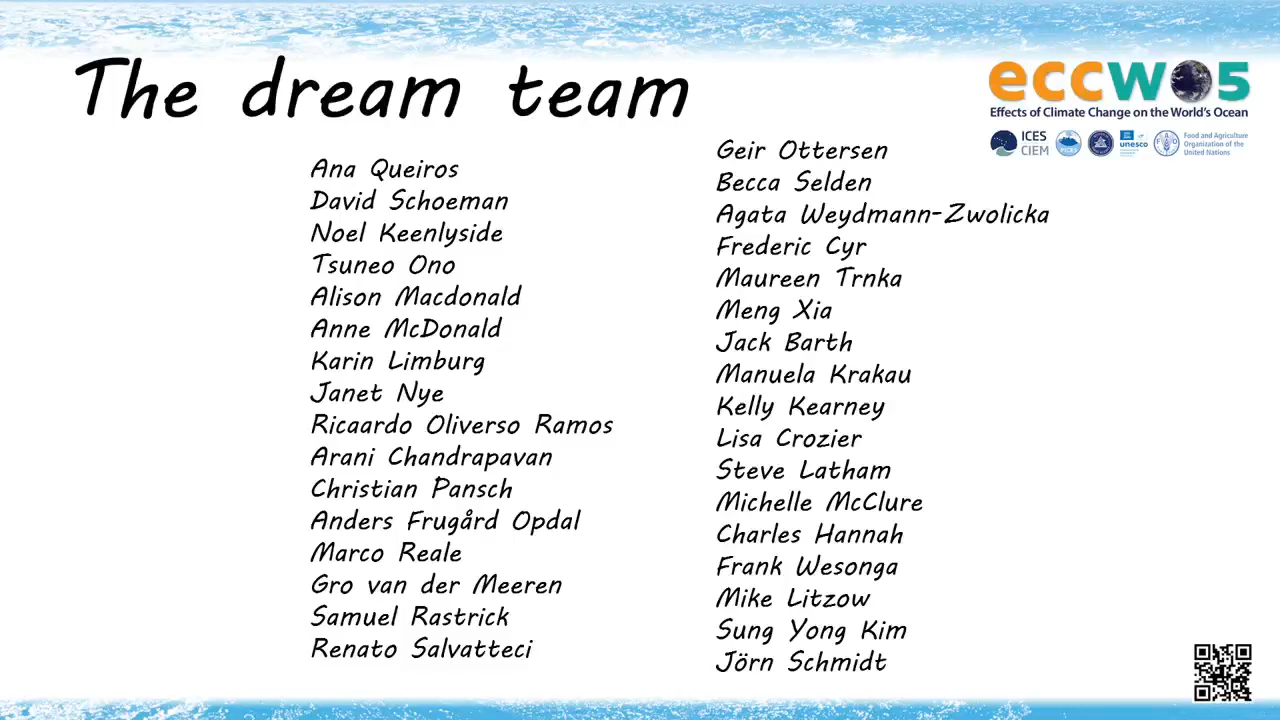 The dream team
eccwo5
Effects of Climate Change on the World's Ocean
ICES
CIEM
unesco
Food and Agriculture
Organization of the
United Nations
Ana Queiros
David Schoeman
Noel Keenlyside
Tsuneo Ono
Alison Macdonald
Anne McDonald
Karin Limburg
Janet Nye
Ricaardo Oliverso Ramos
Arani Chandrapavan
Christian Pansch
Anders Frugård Opdal
Marco Reale
Gro van der Meeren
Samuel Rastrick
Renato Salvatteci
Geir Ottersen
Becca Selden
Agata Weydmann-Zwolicka
Frederic Cyr
Maureen Trnka
Meng Xia
Jack Barth
Manuela Krakau
Kelly Kearney
Lisa Crozier
Steve Latham
Michelle McClure
Charles Hannah
Frank Wesonga
Mike Litzow
Sung Yong Kim
Jörn Schmidt